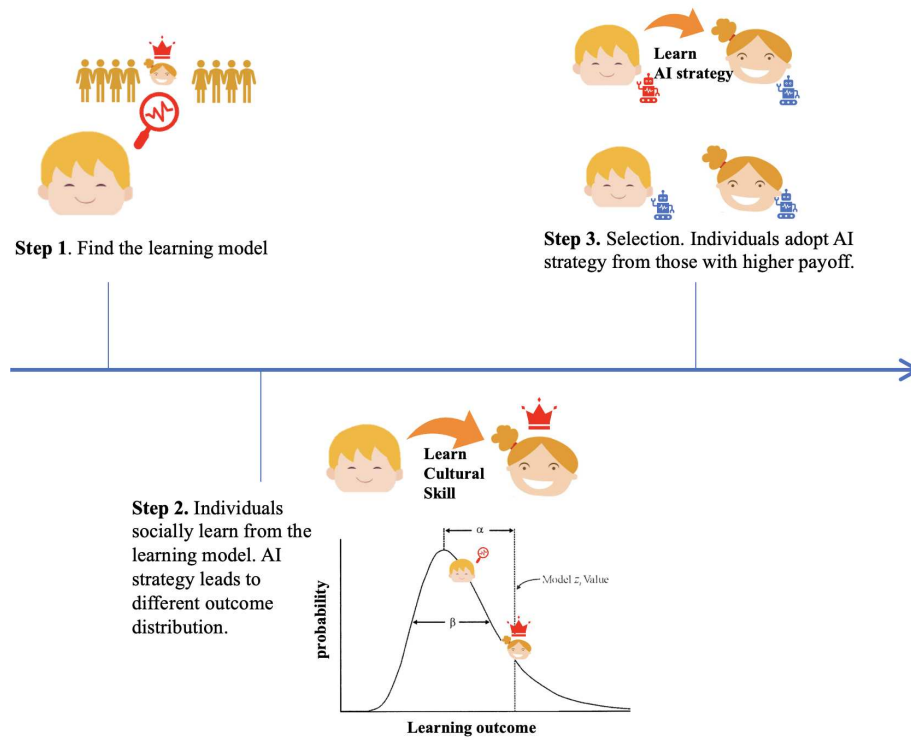 Step 1. Find the learning model
Learn
AI strategy
Step 3. Selection. Individuals adopt AI
strategy from those with higher payoff.
Step 2. Individuals
socially learn from the
learning model. AI
strategy leads to
different outcome
distribution.
Learn
Cultural
Skill
α
Model zᵢ Value
β
probability
Learning outcome